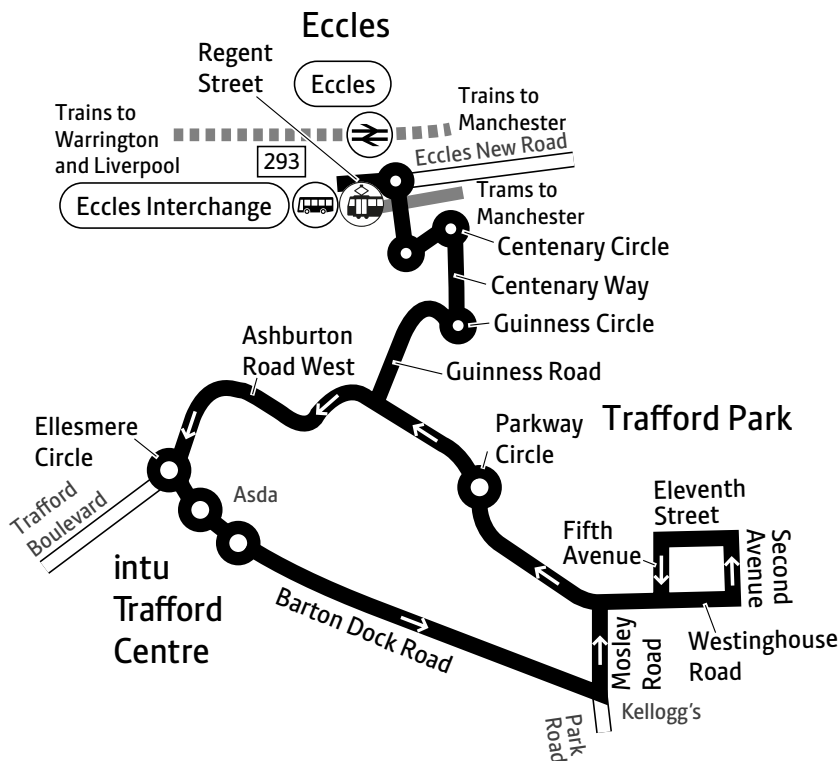 Eccles
Regent
Street
Eccles
Trains to
Warrington
and Liverpool
Trains to
Manchester
Eccles New Road
293
Eccles Interchange
Trams to
Manchester
Centenary Circle
Centenary Way
Guinness Circle
Ashburton
Road West
Guinness Road
Ellesmere
Circle
Parkway
Circle
Trafford Park
Trafford
Boulevard
Asda
Eleventh
Street
Fifth
Avenue
Second
Avenue
intu
Trafford
Centre
Barton Dock Road
Mosley
Road
Westinghouse
Road
Kellogg's
Park
Road